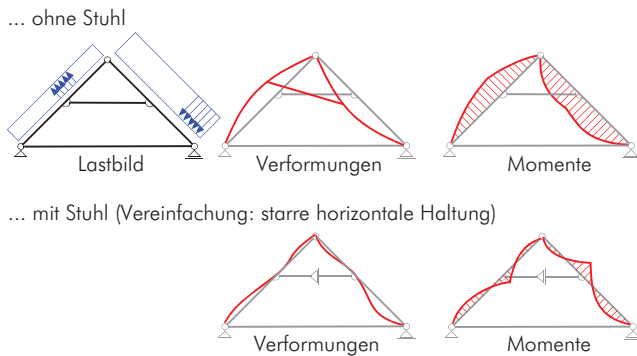 ... ohne Stuhl
Lastbild
Verformungen
Momente
... mit Stuhl (Vereinfachung: starre horizontale Haltung)
Verformungen
Momente